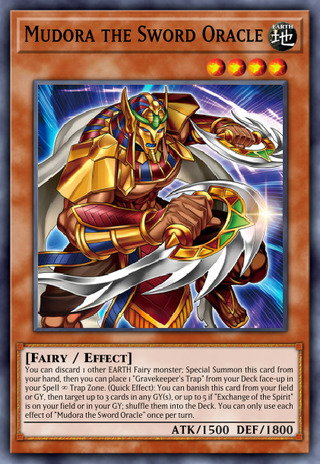 Mudora the Sword Oracle
EARTH
地
[Fairy / Effect]
You can discard 1 other EARTH Fairy monster; Special Summon this card from
your hand, then you can place 1 "Gravekeeper's Trap" from your Deck face-up in
your Spell & Trap Zone. (Quick Effect): You can banish this card from your field
or GY, then target up to 3 cards in any GY(s), or up to 5 if "Exchange of the Spirit"
is on your field or in your GY; shuffle them into the Deck. You can only use each
effect of "Mudora the Sword Oracle" once per turn.
ATK/1500 DEF/1800